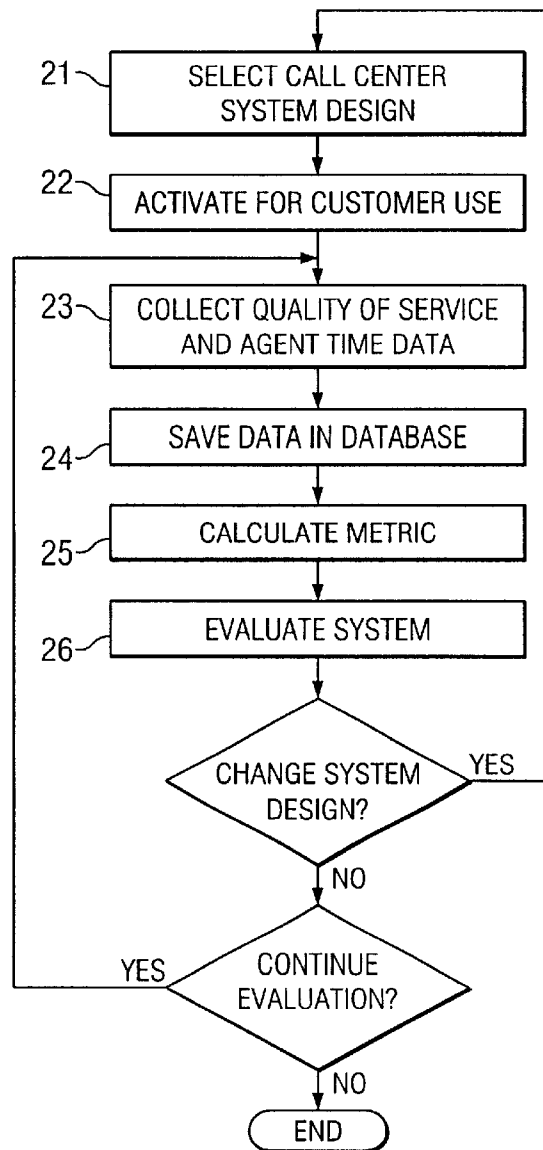 21
SELECT CALL CENTER
SYSTEM DESIGN
22
ACTIVATE FOR CUSTOMER USE
23
COLLECT QUALITY OF SERVICE
AND AGENT TIME DATA
24
SAVE DATA IN DATABASE
25
CALCULATE METRIC
26
EVALUATE SYSTEM
CHANGE SYSTEM
DESIGN?
YES
NO
YES
CONTINUE
EVALUATION?
NO
END